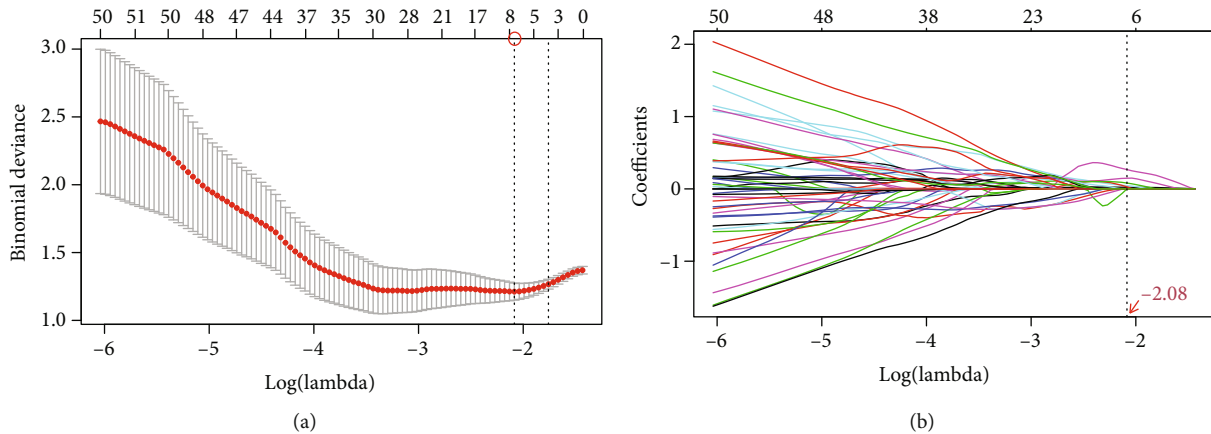 (a)
50 51 50 48 47 44 37 35 30 28 21 17 8 5 3 0
3.0
2.5
2.0
1.5
1.0
Binomial deviance
−6 −5 −4 −3 −2
Log(lambda)
(b)
50 48 38 23 6
2
1
0
−1
Coefficients
−2.08
−6 −5 −4 −3 −2
Log(lambda)